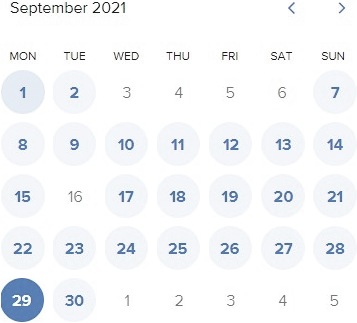 September 2021
MON TUE WED THU FRI SAT SUN
1 2 3 4 5 6 7
8 9 10 11 12 13 14
15 16 17 18 19 20 21
22 23 24 25 26 27 28
29 30 1 2 3 4 5